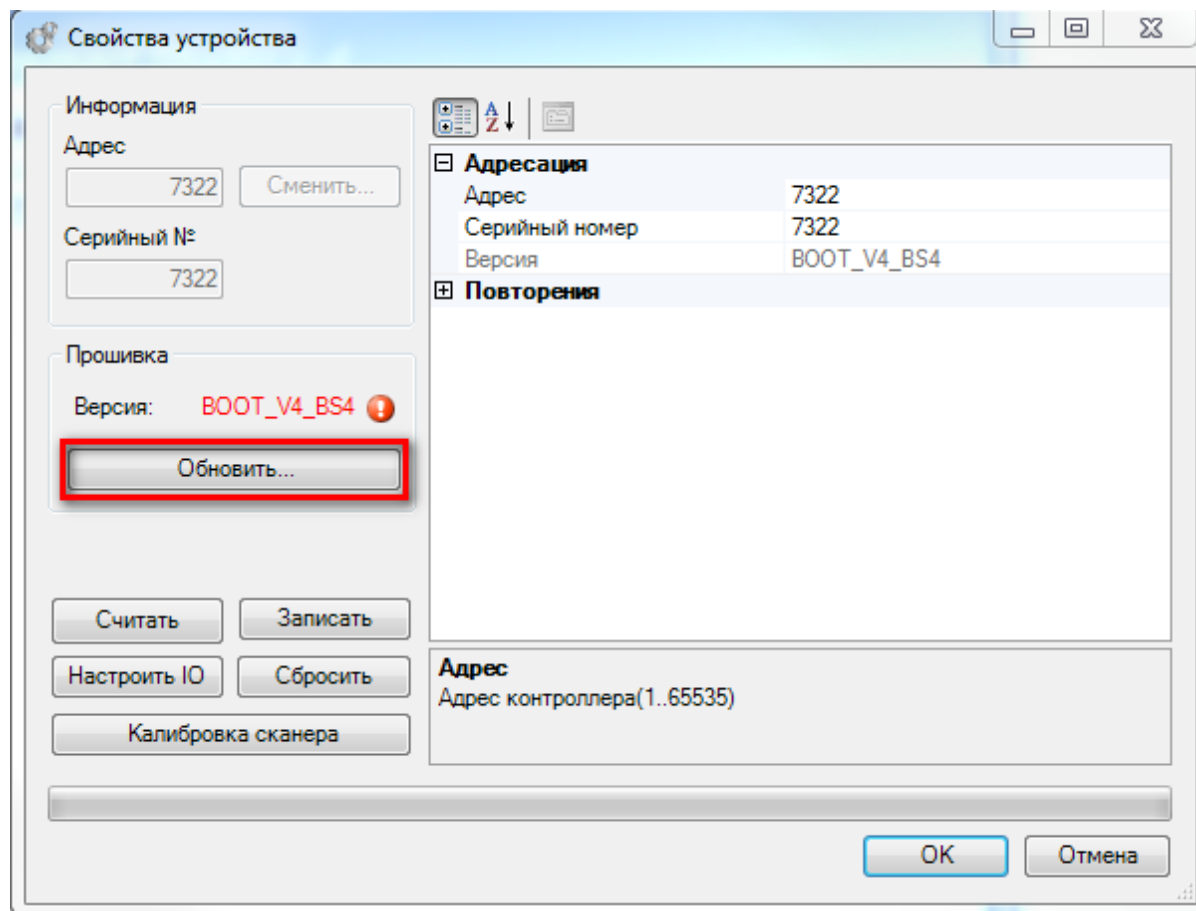 Свойства устройства
Информация
Адрес
7322 Сменить...
Серийный №
7322
Прошивка
Версия: BOOT_V4_BS4
Обновить...
Считать Записать
Настроить IO Сбросить
Калибровка сканера
Адресация
Адрес 7322
Серийный номер 7322
Версия BOOT_V4_BS4
Повторения
Адрес
Адрес контроллера(1..65535)
OK Отмена